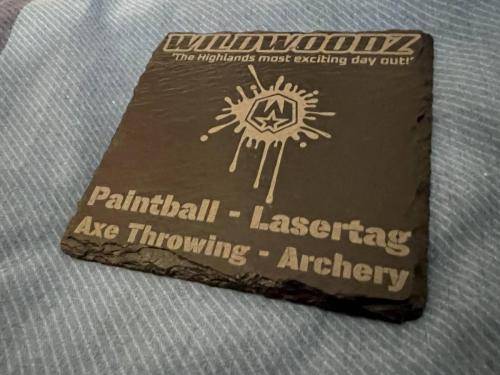 WILDWOODZ
"The Highlands most exciting day out!"
Paintball - Lasertag
Axe Throwing - Archery